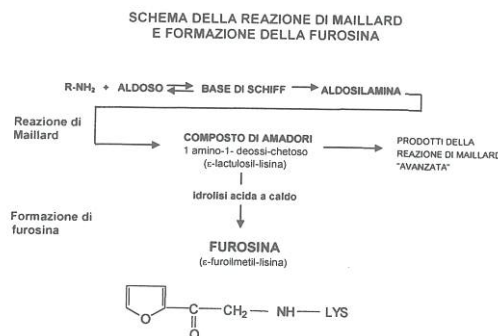 SCHEMA DELLA REAZIONE DI MAILLARD
E FORMAZIONE DELLA FUROSINA
R-NH₂ + ALDOSO ⇌ BASE DI SCHIFF → ALDOSILAMINA
Reazione di
Maillard
COMPOSTO DI AMADORI
1 amino-1- deossi-chetoso
(ε-lactulosil-lisina)
PRODOTTI DELLA
REAZIONE DI MAILLARD
"AVANZATA"
idrolisi acida a caldo
Formazione di
furosina
FUROSINA
(ε-furoilmetil-lisina)
O C CH₂ NH LYS
O